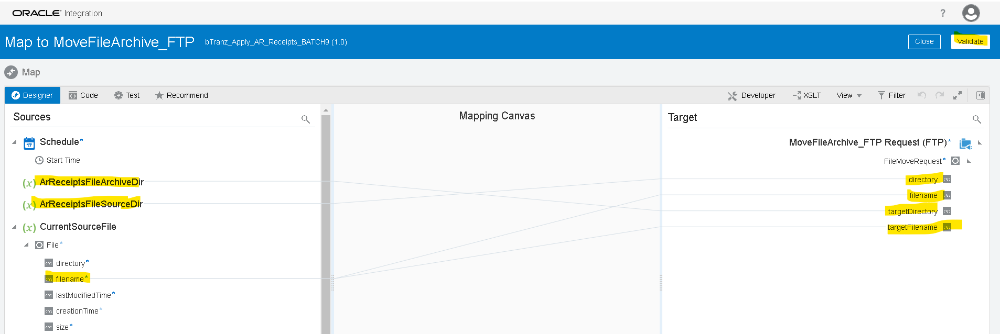 ORACLE Integration ?
Map to MoveFileArchive_FTP bTranz_Apply_AR_Receipts_BATCH9 (1.0) Close Validate
Map
Designer Code Test Recommend Developer XSLT View Filter
Sources
Mapping Canvas
Target
17 Schedule*
Start Time
(x) ArReceiptsFileArchiveDir
(x) ArReceiptsFileSourceDir
(x) CurrentSourceFile
File*
directory*
filename*
lastModifiedTime*
creationTime*
size*
MoveFileArchive_FTP Request (FTP)*
FileMoveRequest*
directory
filename
targetDirectory
targetFilename